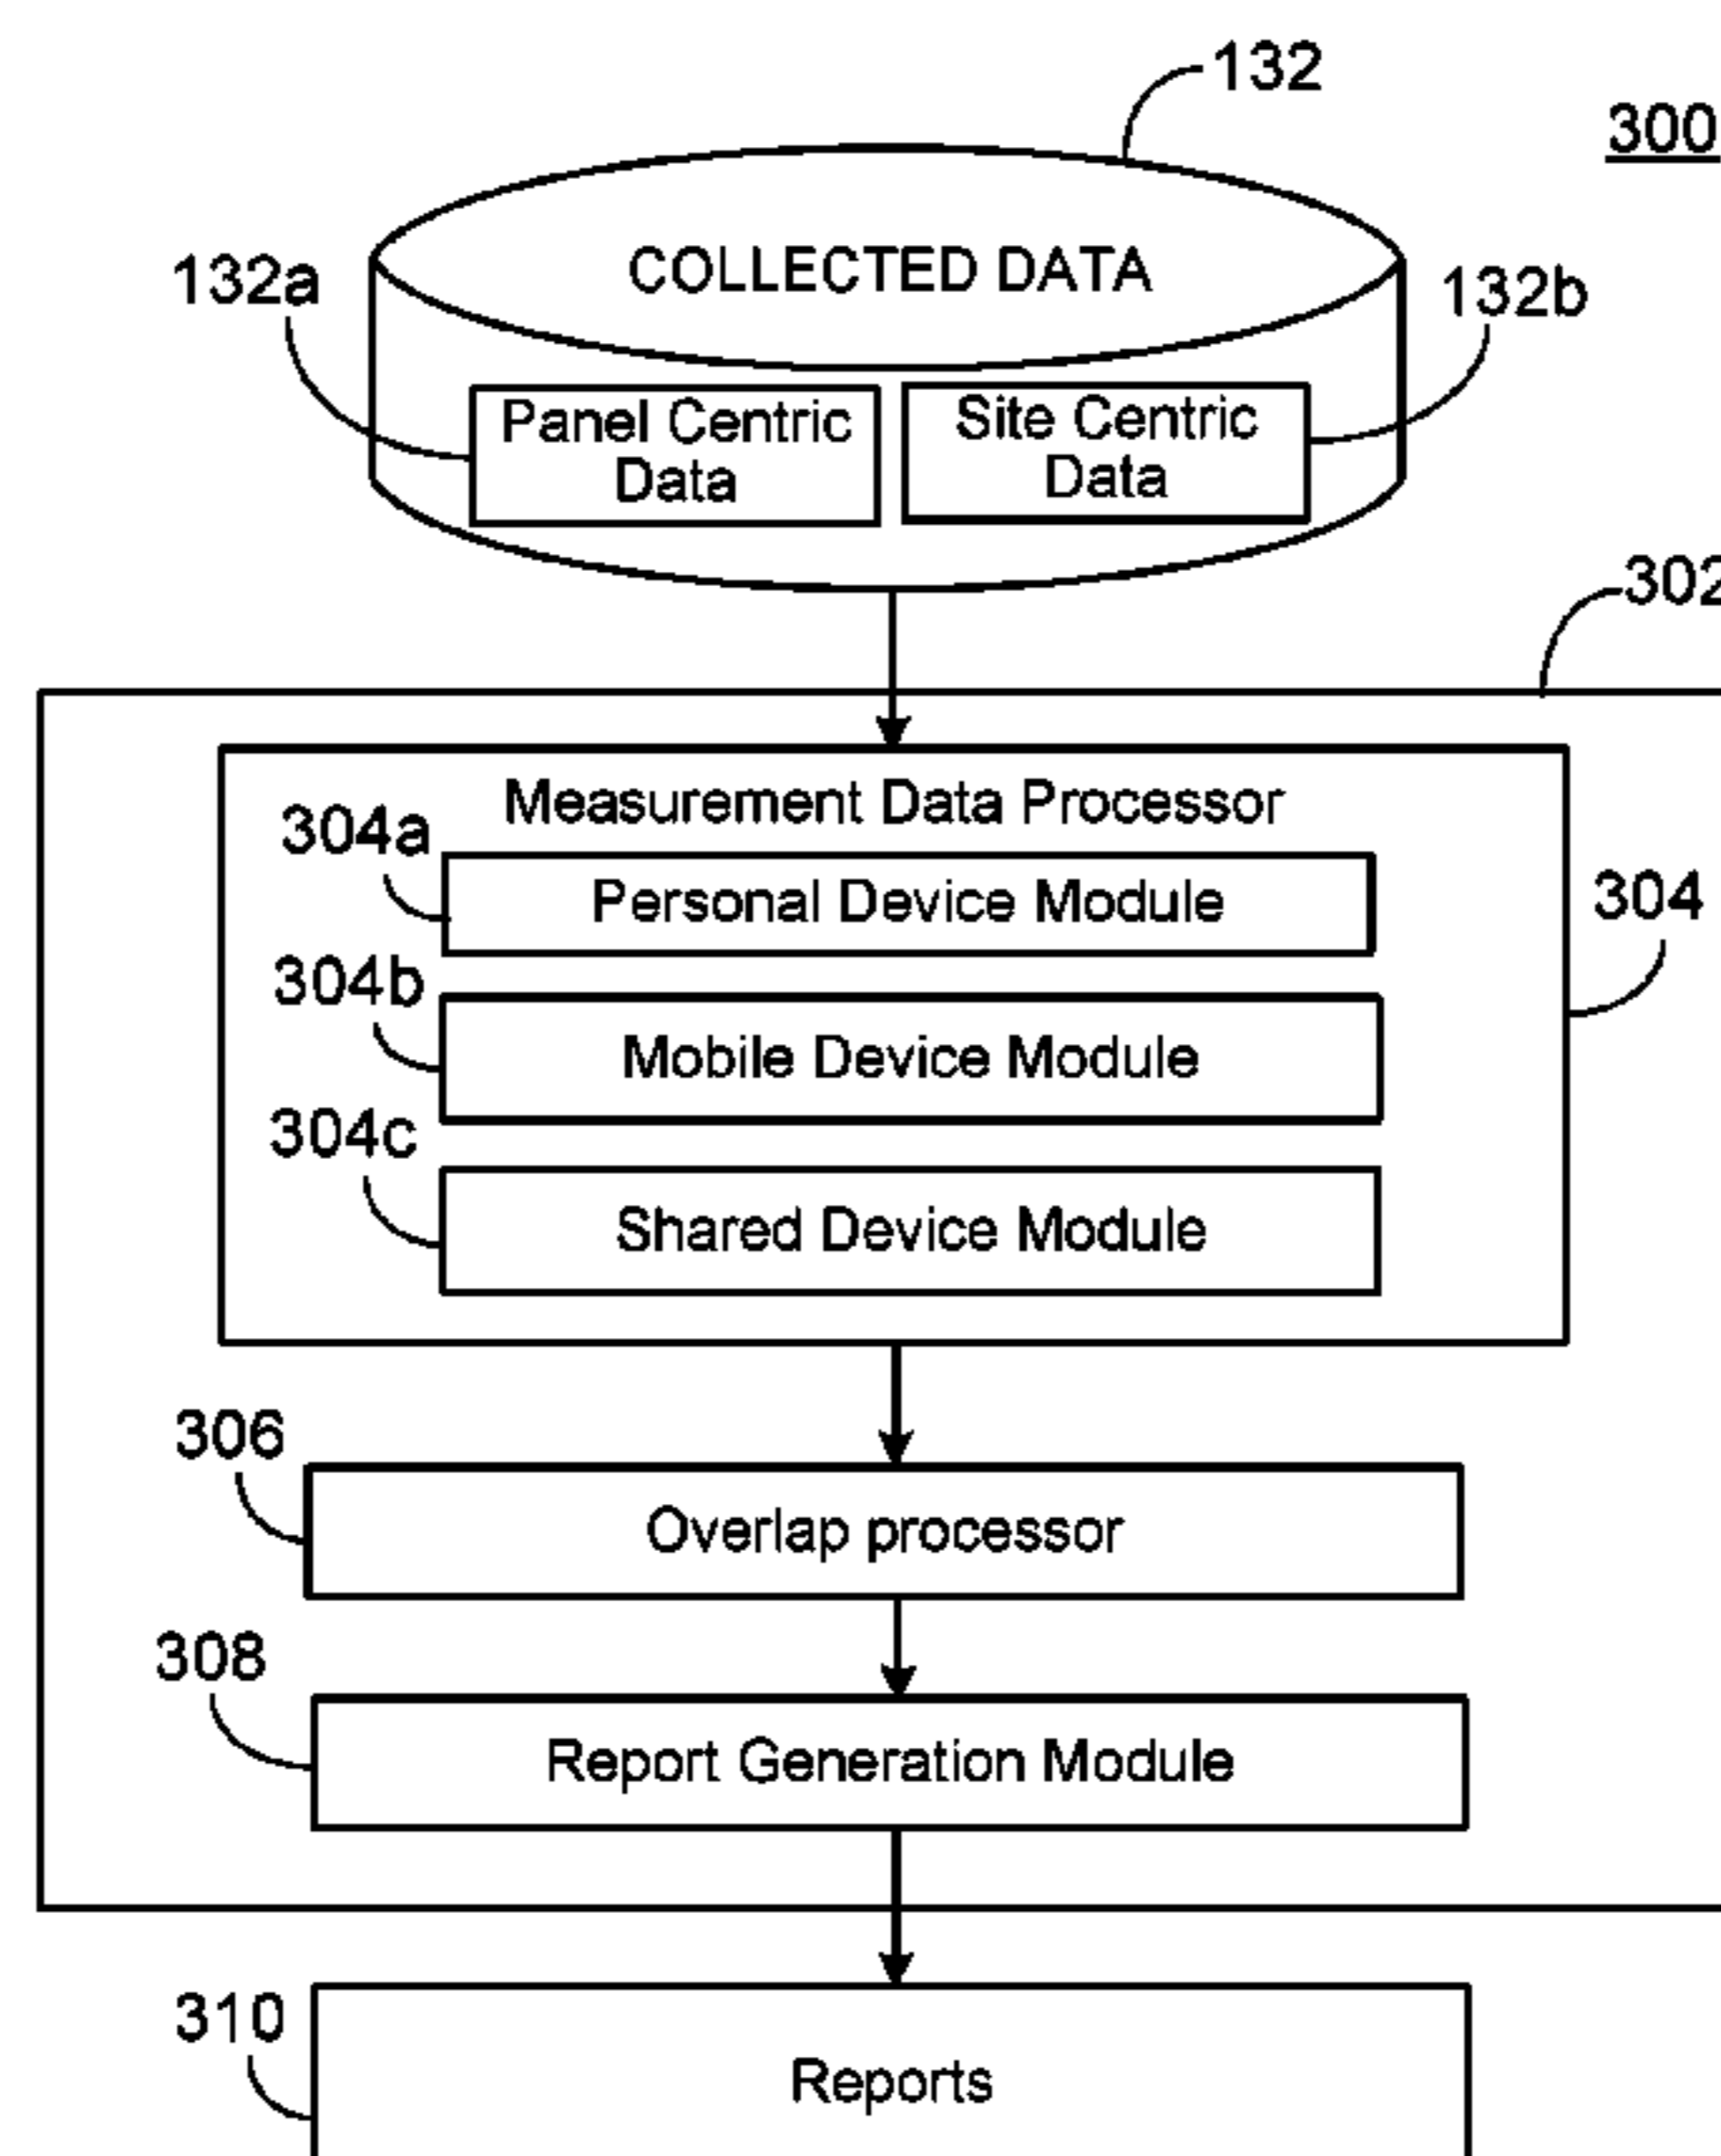 132
300
COLLECTED DATA
132a
132b
Panel Centric
Data
Site Centric
Data
302
Measurement Data Processor
304a
Personal Device Module
304
304b
Mobile Device Module
304c
Shared Device Module
306
Overlap processor
308
Report Generation Module
310
Reports